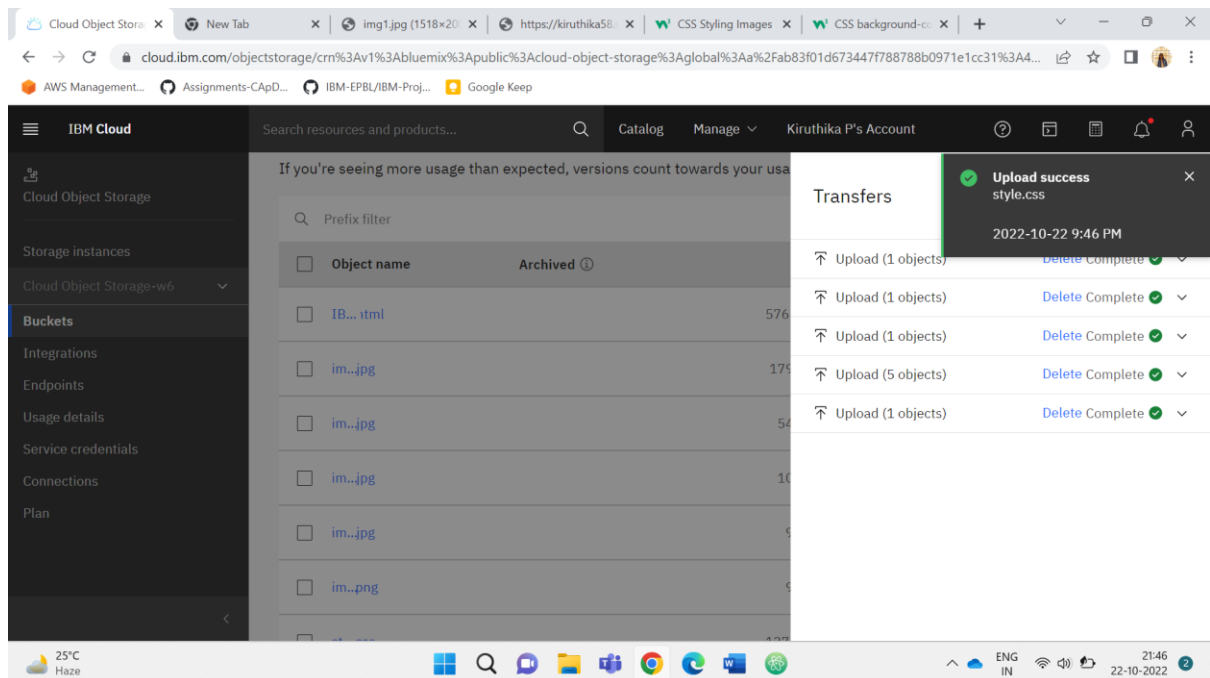 Cloud Object Stora
New Tab
img1.jpg (1518×20
https://kiruthika58.
CSS Styling Images
CSS background-co
cloud.ibm.com/objectstorage/crn%3Av1%3Abluemix%3Apublic%3Acloud-object-storage%3Aglobal%3Aa%2Fab83f01d673447f788788b0971e1cc31%3A4...
AWS Management... Assignments-CApD... IBM-EPBL/IBM-Proj... Google Keep
IBM Cloud
Search resources and products...
Catalog
Manage
Kiruthika P's Account
Cloud Object Storage
Storage instances
Cloud Object Storage-w6
Buckets
Integrations
Endpoints
Usage details
Service credentials
Connections
Plan
If you're seeing more usage than expected, versions count towards your usa
Prefix filter
Object name Archived
576
im...jpg 179
im...jpg 54
im...jpg 10
im...jpg 9
im...png 9
Transfers
Upload success
style.css
2022-10-22 9:46 PM
Upload (1 objects) Delete Complete
Upload (1 objects) Delete Complete
Upload (1 objects) Delete Complete
Upload (5 objects) Delete Complete
Upload (1 objects) Delete Complete
25°C
Haze
ENG
IN
21:46
22-10-2022
2